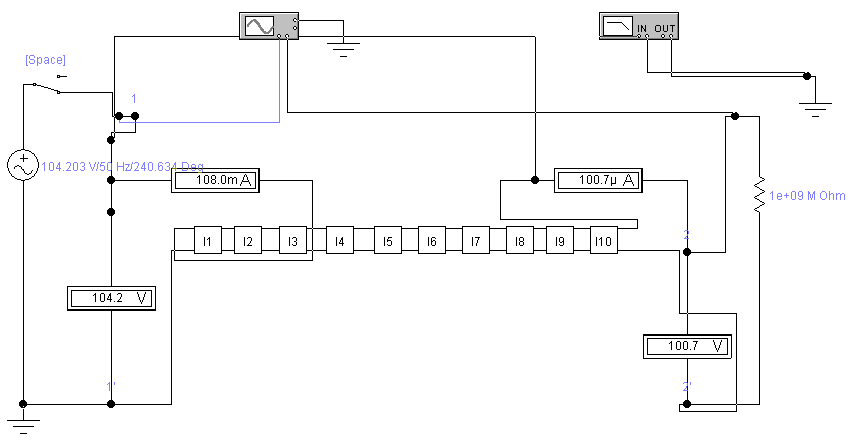 IN OUT
[Space]
1
104.203 V/50 Hz/240.634 Deg
108.0m A
100.7µ A
1e+09 M Ohm
2
I1 I2 I3 I4 I5 I6 I7 I8 I9 I10
104.2 V
100.7 V
1'
2'